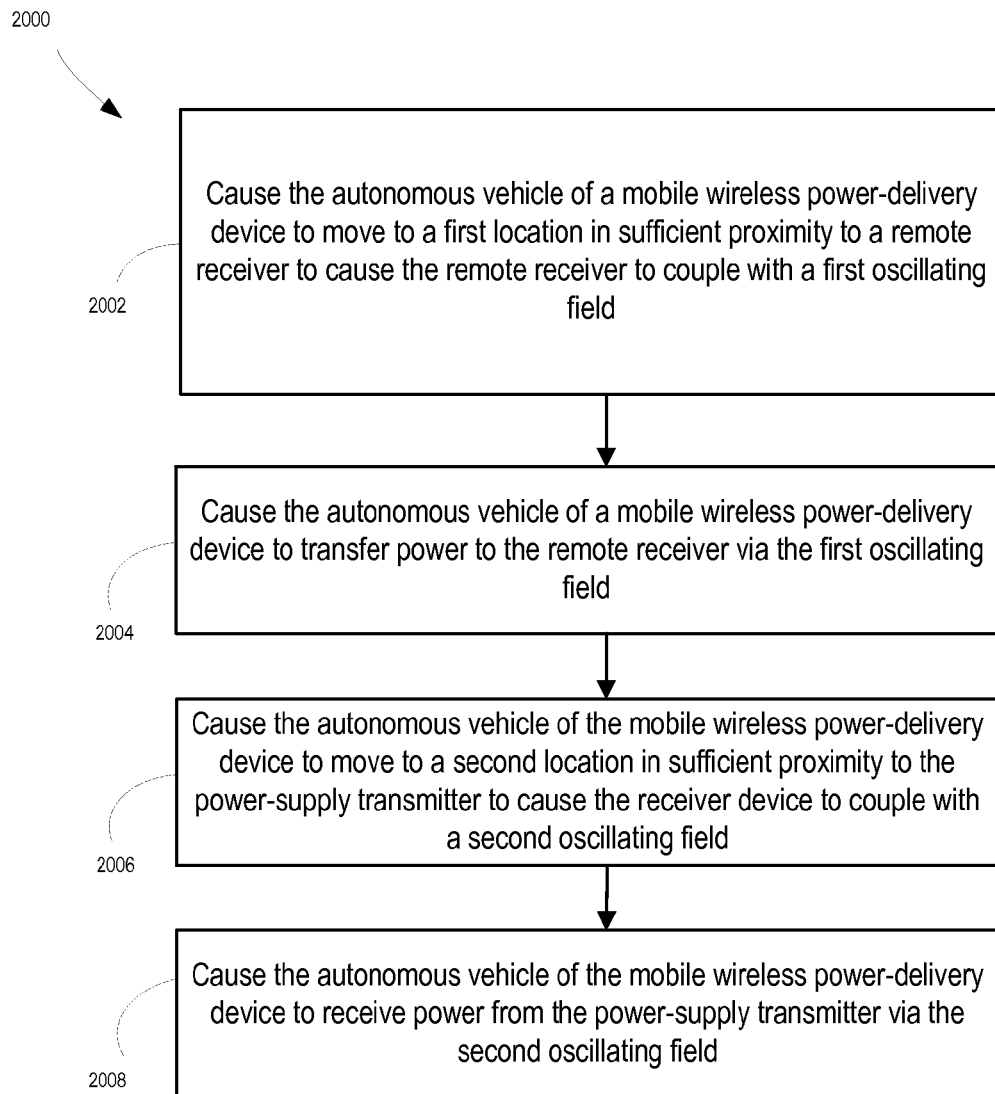 2000
Cause the autonomous vehicle of a mobile wireless power-delivery
device to move to a first location in sufficient proximity to a remote
receiver to cause the remote receiver to couple with a first oscillating
field
2002
Cause the autonomous vehicle of a mobile wireless power-delivery
device to transfer power to the remote receiver via the first oscillating
field
2004
Cause the autonomous vehicle of the mobile wireless power-delivery
device to move to a second location in sufficient proximity to the
power-supply transmitter to cause the receiver device to couple with
a second oscillating field
2006
Cause the autonomous vehicle of the mobile wireless power-delivery
device to receive power from the power-supply transmitter via the
second oscillating field
2008